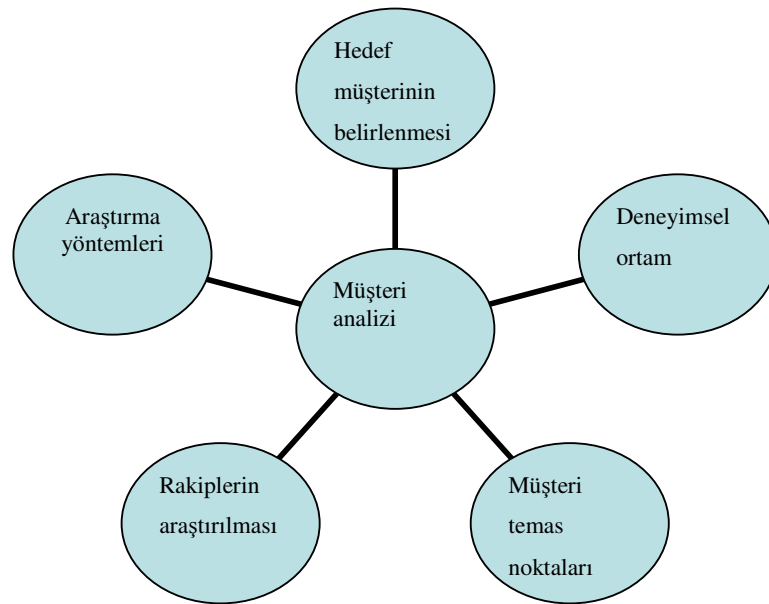 Hedef
müşterinin
belirlenmesi
Araştırma
yöntemleri
Deneyimsel
ortam
Müşteri
analizi
Rakiplerin
araştırılması
Müşteri
temas
noktaları